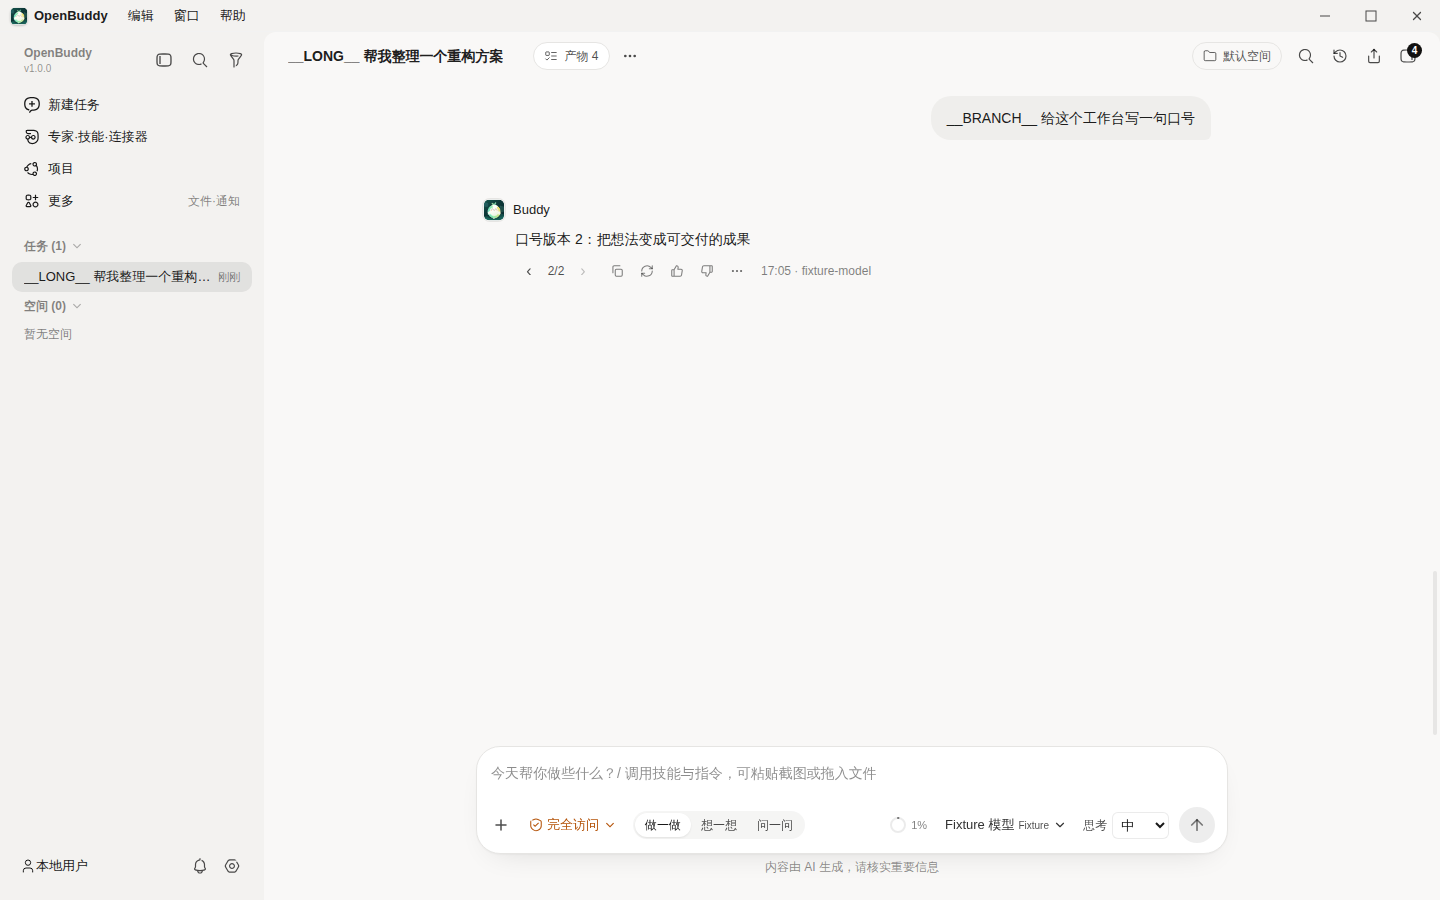 OpenBuddy 编辑 窗口 帮助
OpenBuddy
v1.0.0
新建任务
专家·技能·连接器
项目
更多 文件·通知
任务 (1)
__LONG__ 帮我整理一个重构… 刚刚
空间 (0)
暂无空间
本地用户
__LONG__ 帮我整理一个重构方案 产物 4 默认空间 4
__BRANCH__ 给这个工作台写一句口号
Buddy
口号版本 2：把想法变成可交付的成果
2/2 17:05 · fixture-model
今天帮你做些什么？/ 调用技能与指令，可粘贴截图或拖入文件
完全访问 做一做 想一想 问一问 1% Fixture 模型 Fixture 思考 中
内容由 AI 生成，请核实重要信息